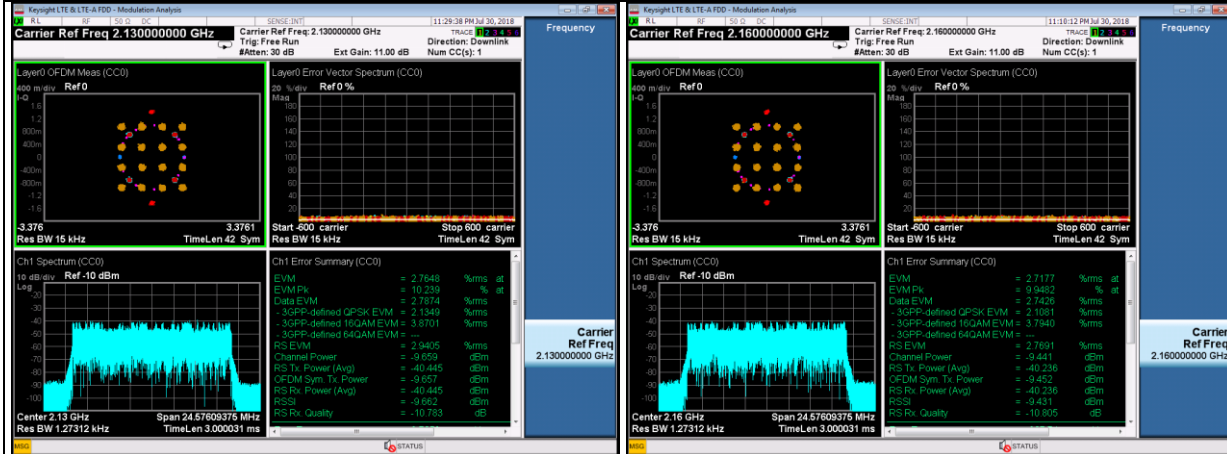 Keysight LTE & LTE-A FDD - Modulation Analysis
RL RF 50 Ω DC SENSE:INT 11:29:38 PM Jul 30, 2018
Carrier Ref Freq 2.130000000 GHz
Carrier Ref Freq: 2.130000000 GHz
TRACE 1 2 3 4 5 6
Trig: Free Run
Direction: Downlink
#Atten: 30 dB
Ext Gain: 11.00 dB
Num CC(s): 1
Frequency
Layer0 OFDM Meas (CC0)
400 m/div Ref 0
I-Q
1.6
1.2
800m
400m
0
-400m
-800m
-1.2
-1.6
-3.376 3.3761
Res BW 15 kHz TimeLen 42 Sym
Layer0 Error Vector Spectrum (CC0)
20 %/div Ref 0 %
Mag
180
160
140
120
100
80
60
40
20
Start -600 carrier Stop 600 carrier
Res BW 15 kHz TimeLen 42 Sym
Ch1 Spectrum (CC0)
10 dB/div Ref -10 dBm
Log
-20
-30
-40
-50
-60
-70
-80
-90
-100
Center 2.13 GHz Span 24.57609375 MHz
Res BW 1.27312 kHz TimeLen 3.000031 ms
Ch1 Error Summary (CC0)
EVM = 2.7648 %rms at
EVM Pk = 10.239 % at
Data EVM = 2.7874 %rms
- 3GPP-defined QPSK EVM = 2.1349 %rms
- 3GPP-defined 16QAM EVM = 3.8701 %rms
- 3GPP-defined 64QAM EVM = ---
RS EVM = 2.9405 %rms
Channel Power = -9.659 dBm
RS Tx. Power (Avg) = -40.445 dBm
OFDM Sym. Tx. Power = -9.657 dBm
RS Rx. Power (Avg) = -40.445 dBm
RSSI = -9.662 dBm
RS Rx. Quality = -10.783 dB
Carrier
Ref Freq
2.130000000 GHz
MSG STATUS
Keysight LTE & LTE-A FDD - Modulation Analysis
RL RF 50 Ω DC SENSE:INT 11:10:12 PM Jul 30, 2018
Carrier Ref Freq 2.160000000 GHz
Carrier Ref Freq: 2.160000000 GHz
TRACE 1 2 3 4 5 6
Trig: Free Run
Direction: Downlink
#Atten: 30 dB
Ext Gain: 11.00 dB
Num CC(s): 1
Frequency
Layer0 OFDM Meas (CC0)
400 m/div Ref 0
I-Q
1.6
1.2
800m
400m
0
-400m
-800m
-1.2
-1.6
-3.376 3.3761
Res BW 15 kHz TimeLen 42 Sym
Layer0 Error Vector Spectrum (CC0)
20 %/div Ref 0 %
Mag
180
160
140
120
100
80
60
40
20
Start -600 carrier Stop 600 carrier
Res BW 15 kHz TimeLen 42 Sym
Ch1 Spectrum (CC0)
10 dB/div Ref -10 dBm
Log
-20
-30
-40
-50
-60
-70
-80
-90
-100
Center 2.16 GHz Span 24.57609375 MHz
Res BW 1.27312 kHz TimeLen 3.000031 ms
Ch1 Error Summary (CC0)
EVM = 2.7177 %rms at
EVM Pk = 9.9482 % at
Data EVM = 2.7426 %rms
- 3GPP-defined QPSK EVM = 2.1081 %rms
- 3GPP-defined 16QAM EVM = 3.7940 %rms
- 3GPP-defined 64QAM EVM = ---
RS EVM = 2.7691 %rms
Channel Power = -9.441 dBm
RS Tx. Power (Avg) = -40.236 dBm
OFDM Sym. Tx. Power = -9.452 dBm
RS Rx. Power (Avg) = -40.236 dBm
RSSI = -9.431 dBm
RS Rx. Quality = -10.805 dB
Carrier
Ref Freq
2.160000000 GHz
MSG STATUS